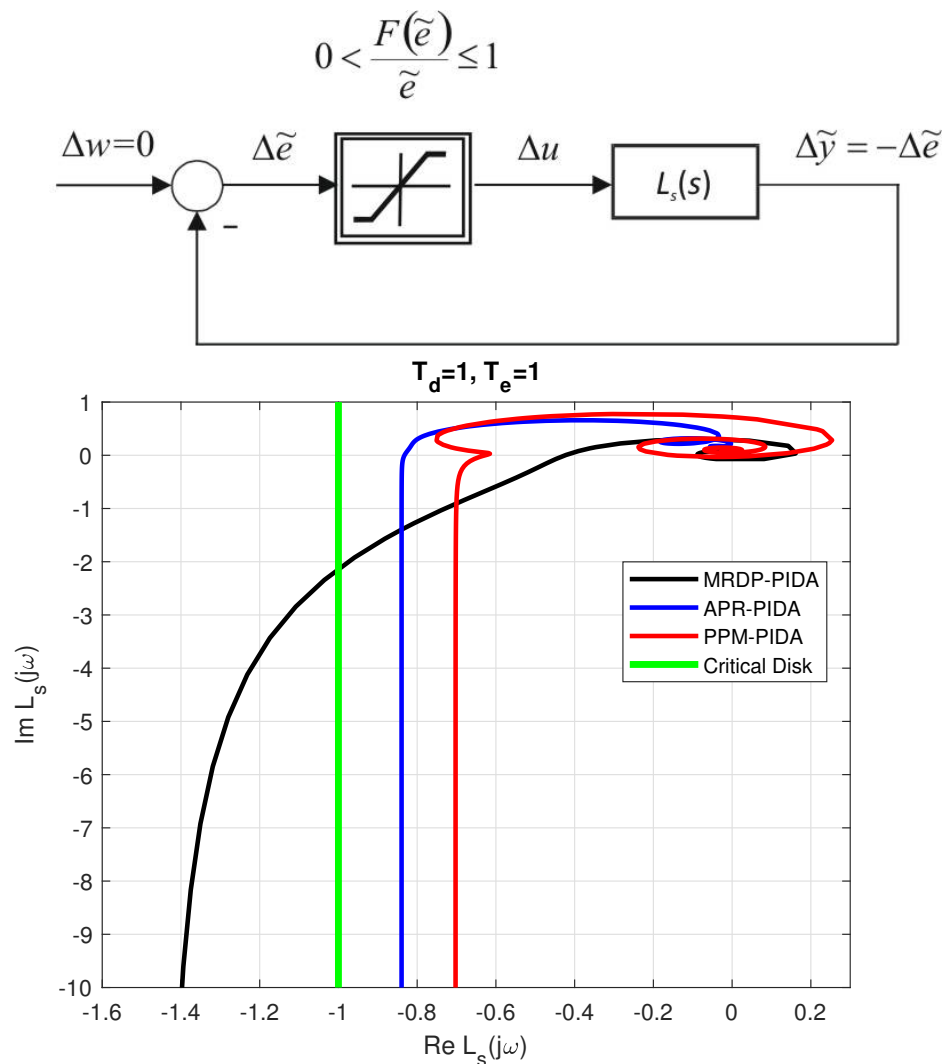 0 < F(ẽ)/ẽ ≤ 1
Δw=0
Δẽ
Δu
Δỹ = −Δẽ
L_s(s)
−
T_d=1, T_e=1
1
0
-1
-2
-3
-4
-5
-6
-7
-8
-9
-10
Im L_s(jω)
MRDP-PIDA
APR-PIDA
PPM-PIDA
Critical Disk
-1.6 -1.4 -1.2 -1 -0.8 -0.6 -0.4 -0.2 0 0.2
Re L_s(jω)